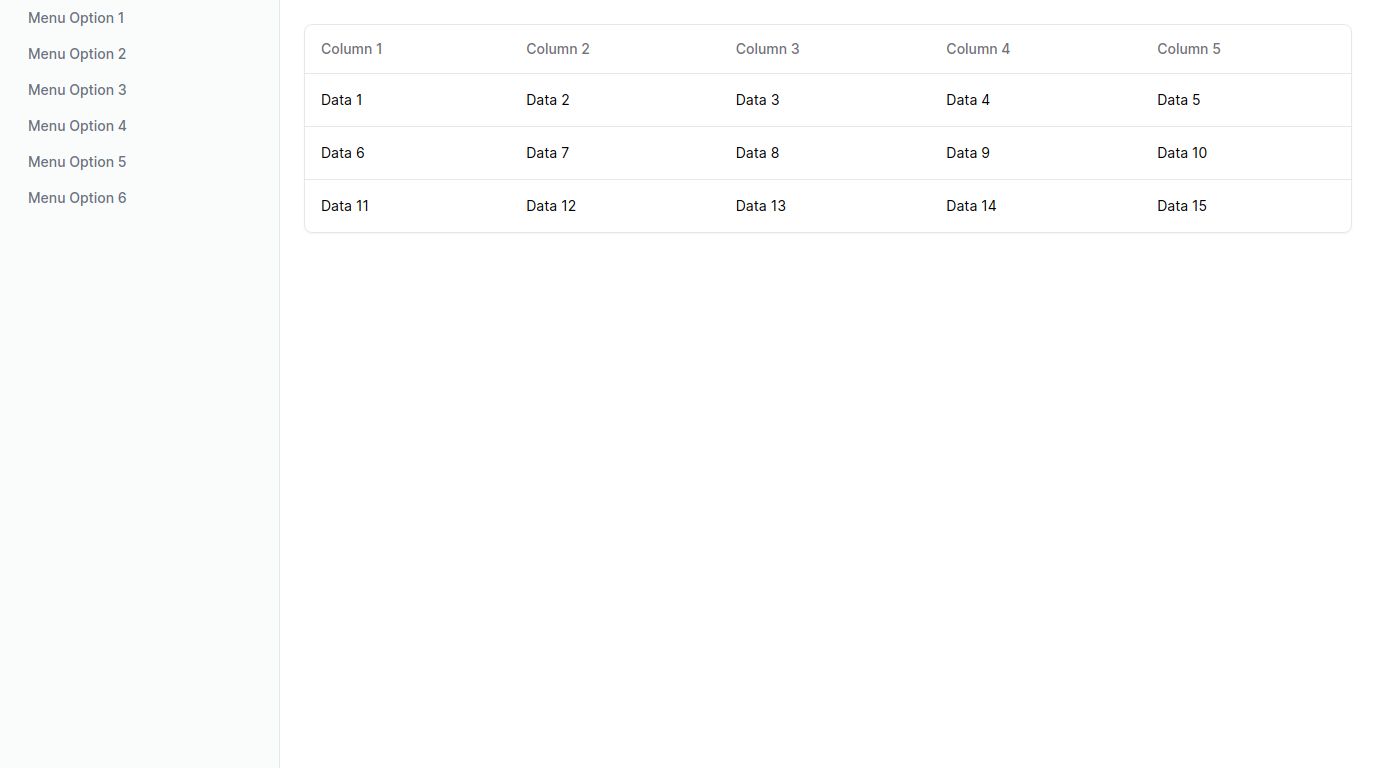 Menu Option 1
Menu Option 2
Menu Option 3
Menu Option 4
Menu Option 5
Menu Option 6
Column 1 Column 2 Column 3 Column 4 Column 5
Data 1 Data 2 Data 3 Data 4 Data 5
Data 6 Data 7 Data 8 Data 9 Data 10
Data 11 Data 12 Data 13 Data 14 Data 15